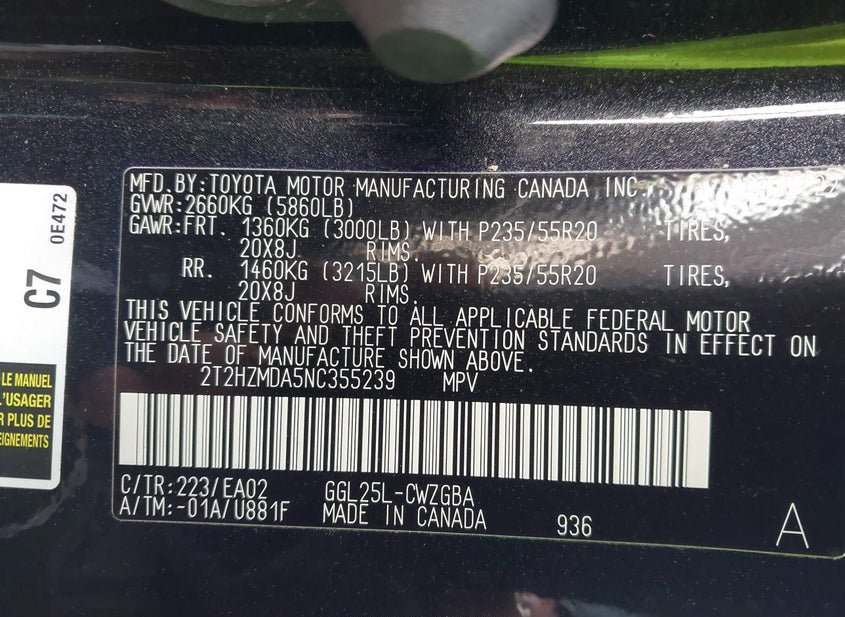 C7
0E472
LE MANUEL
L'USAGER
R PLUS DE
EIGNEMENTS
MFD.BY:TOYOTA MOTOR MANUFACTURING CANADA INC.
GVWR:2660KG (5860LB)
GAWR:FRT. 1360KG (3000LB) WITH P235/55R20 TIRES,
20X8J RIMS.
RR. 1460KG (3215LB) WITH P235/55R20 TIRES,
20X8J RIMS.
THIS VEHICLE CONFORMS TO ALL APPLICABLE FEDERAL MOTOR
VEHICLE SAFETY AND THEFT PREVENTION STANDARDS IN EFFECT ON
THE DATE OF MANUFACTURE SHOWN ABOVE.
2T2HZMDA5NC355239 MPV
C/TR:223/EA02 GGL25L-CWZGBA
A/TM:-01A/U881F MADE IN CANADA 936
A